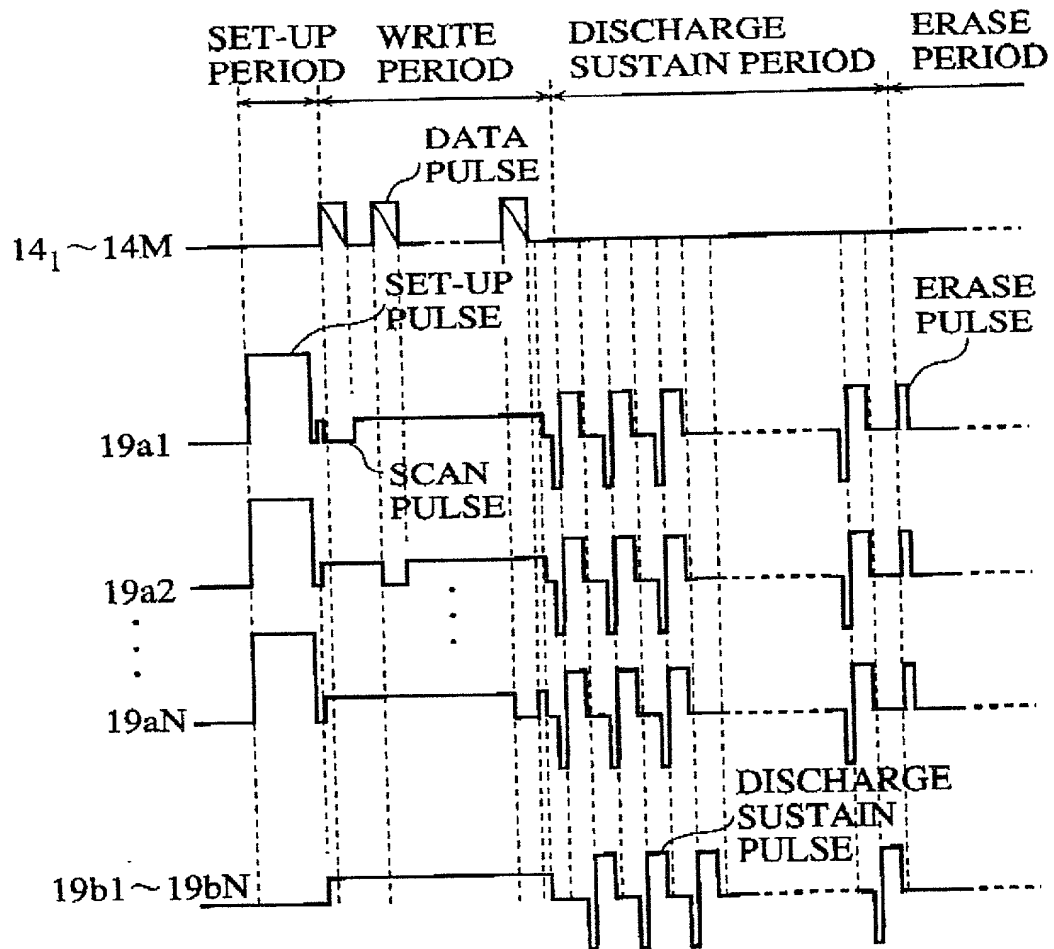 SET-UP
PERIOD
WRITE
PERIOD
DISCHARGE
SUSTAIN PERIOD
ERASE
PERIOD
DATA
PULSE
14₁~14M
SET-UP
PULSE
ERASE
PULSE
19a1
SCAN
PULSE
19a2
19aN
DISCHARGE
SUSTAIN
PULSE
19b1~19bN